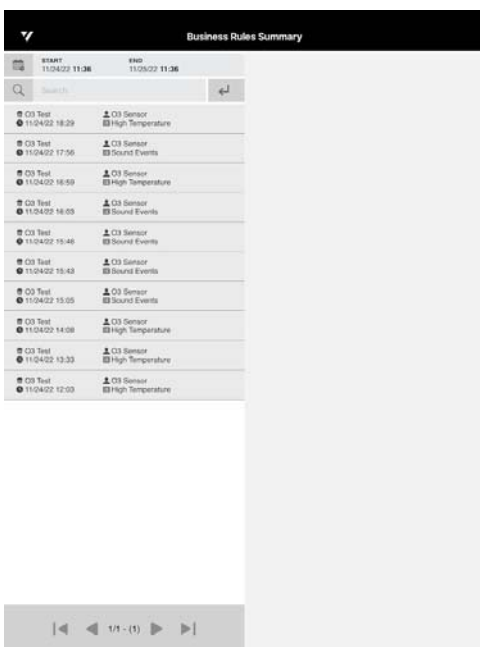 Business Rules Summary
START END
11/24/22 11:36 11/25/22 11:36
Search
O3 Test O3 Sensor
11/24/22 18:29 High Temperature
O3 Test O3 Sensor
11/24/22 17:56 Sound Events
O3 Test O3 Sensor
11/24/22 16:59 High Temperature
O3 Test O3 Sensor
11/24/22 16:03 Sound Events
O3 Test O3 Sensor
11/24/22 15:46 Sound Events
O3 Test O3 Sensor
11/24/22 15:43 Sound Events
O3 Test O3 Sensor
11/24/22 15:05 Sound Events
O3 Test O3 Sensor
11/24/22 14:08 High Temperature
O3 Test O3 Sensor
11/24/22 13:33 High Temperature
O3 Test O3 Sensor
11/24/22 12:03 High Temperature
1/1 - (1)